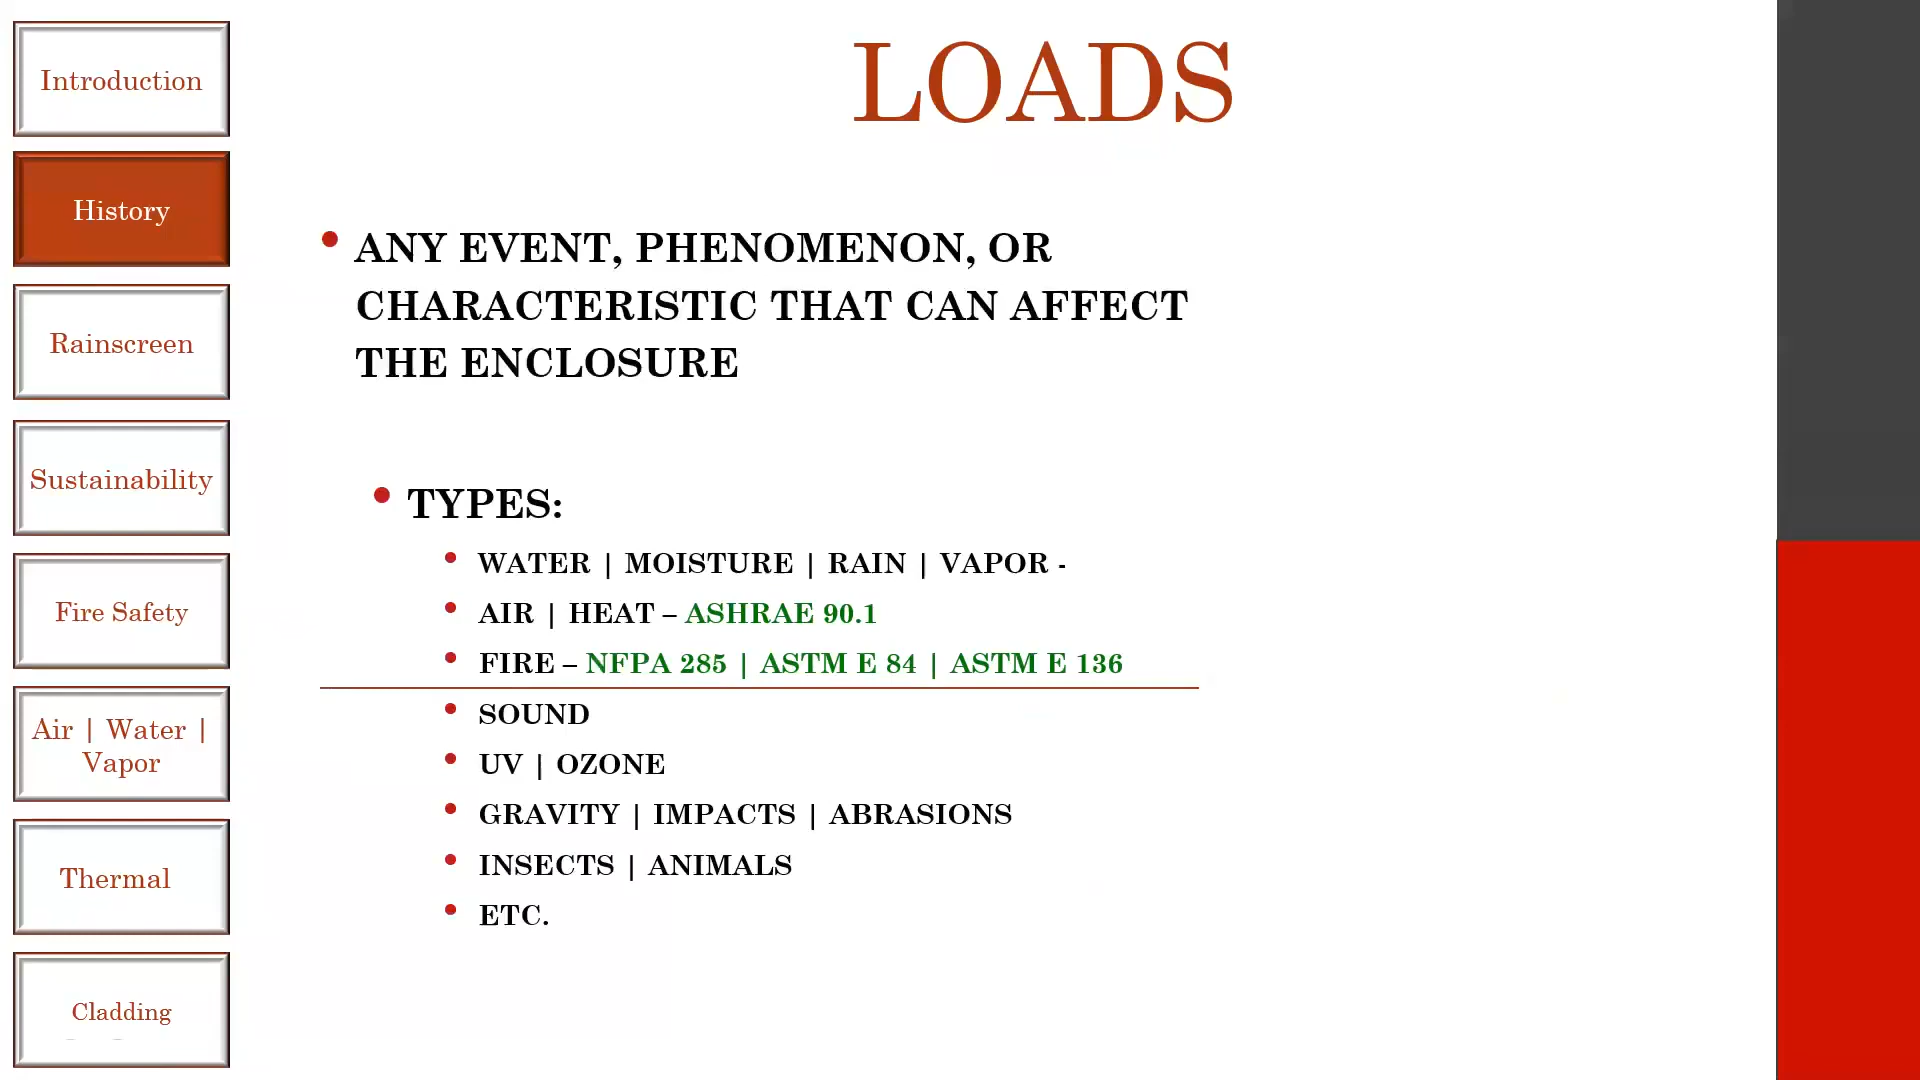 Introduction
History
Rainscreen
Sustainability
Fire Safety
Air | Water |
Vapor
Thermal
Cladding
LOADS
• ANY EVENT, PHENOMENON, OR
CHARACTERISTIC THAT CAN AFFECT
THE ENCLOSURE
• TYPES:
• WATER | MOISTURE | RAIN | VAPOR -
• AIR | HEAT – ASHRAE 90.1
• FIRE – NFPA 285 | ASTM E 84 | ASTM E 136
• SOUND
• UV | OZONE
• GRAVITY | IMPACTS | ABRASIONS
• INSECTS | ANIMALS
• ETC.